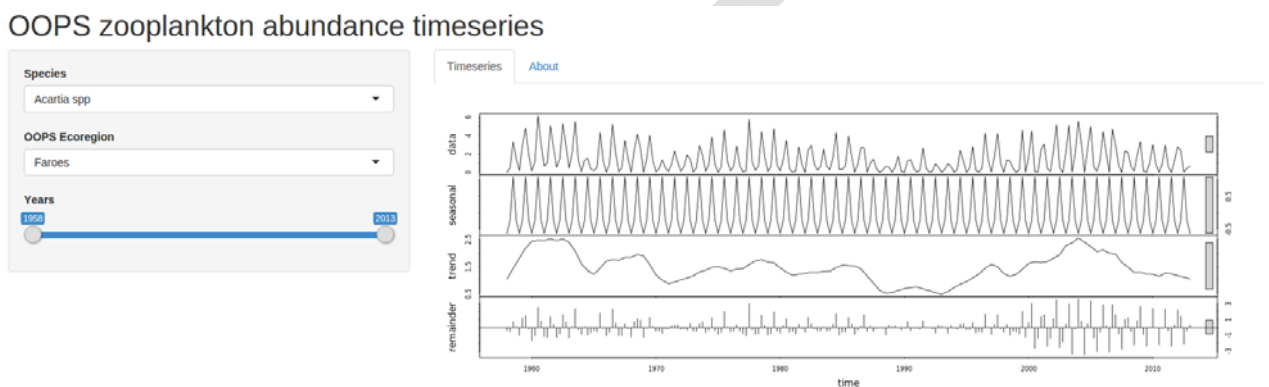 OOPS zooplankton abundance timeseries
Species
Acartia spp
OOPS Ecoregion
Faroes
Years
1958 2013
Timeseries About
data
0 2 4 6
seasonal
-0.5 0.5
trend
0.5 1.5 2.5
remainder
-3 -1 1 3
1960 1970 1980 1990 2000 2010
time